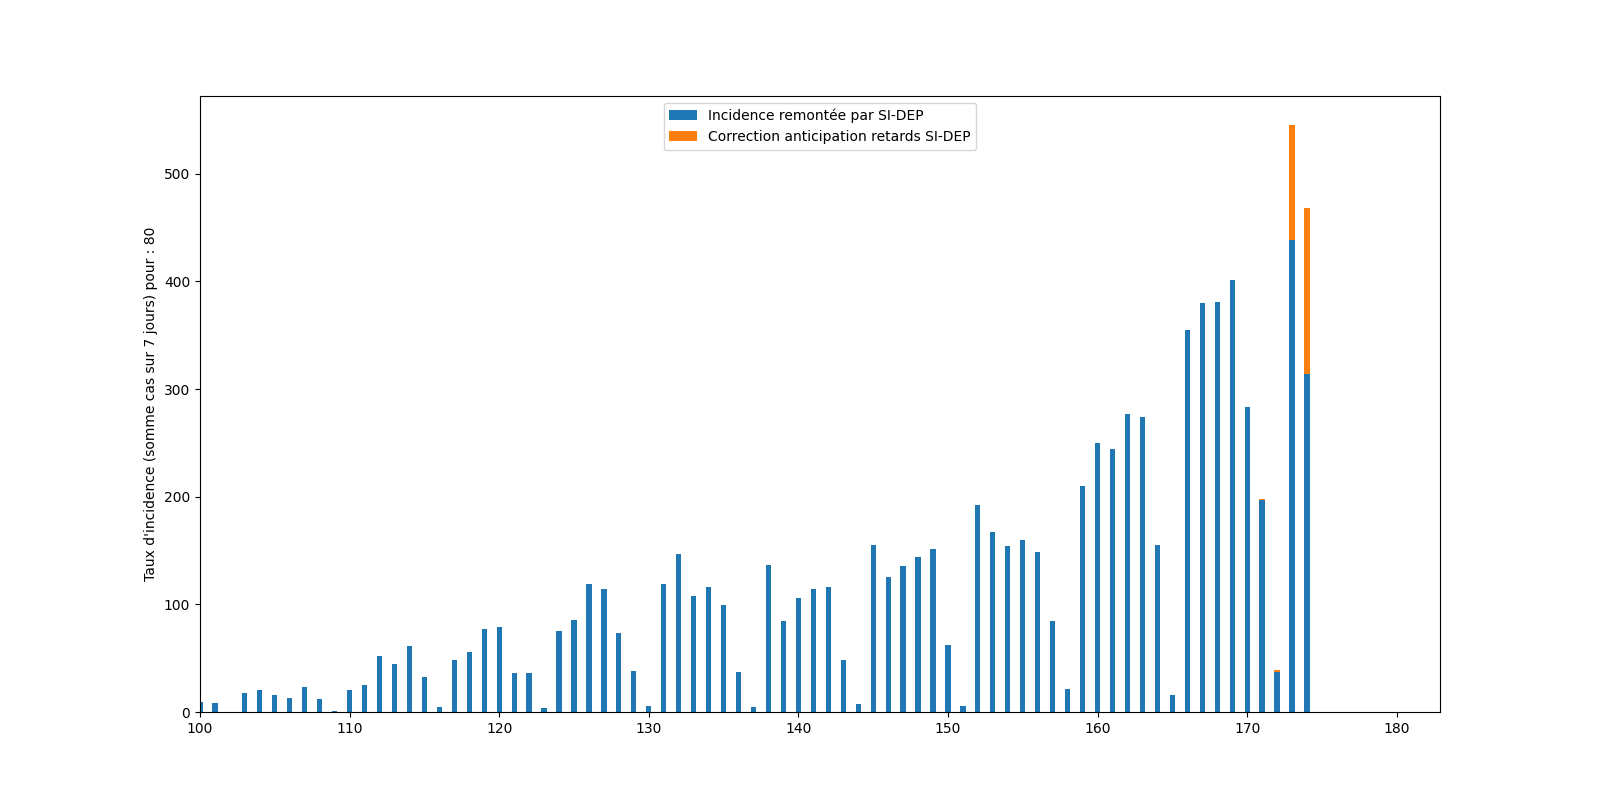 Incidence remontée par SI-DEP
Correction anticipation retards SI-DEP
Taux d'incidence (somme cas sur 7 jours) pour : 80
500
400
300
200
100
0
100 110 120 130 140 150 160 170 180